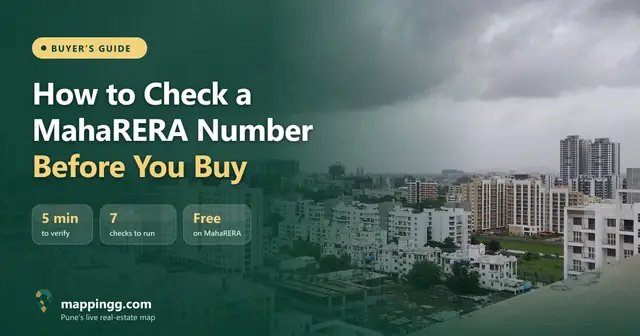 BUYER'S GUIDE
How to Check a
MahaRERA Number
Before You Buy
5 min
to verify
7
checks to run
Free
on MahaRERA
mappingg.com
Pune's live real-estate map